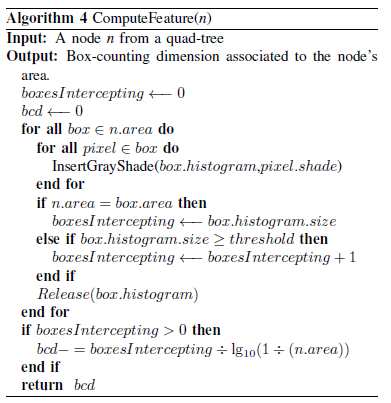 Algorithm 4 ComputeFeature(n)
Input: A node n from a quad-tree
Output: Box-counting dimension associated to the node's
area.
boxesIntercepting ⟵ 0
bcd ⟵ 0
for all box ∈ n.area do
for all pixel ∈ box do
InsertGrayShade(box.histogram,pixel.shade)
end for
if n.area = box.area then
boxesIntercepting ⟵ box.histogram.size
else if box.histogram.size ≥ threshold then
boxesIntercepting ⟵ boxesIntercepting + 1
end if
Release(box.histogram)
end for
if boxesIntercepting > 0 then
bcd− = boxesIntercepting ÷ lg₁₀(1 ÷ (n.area))
end if
return bcd